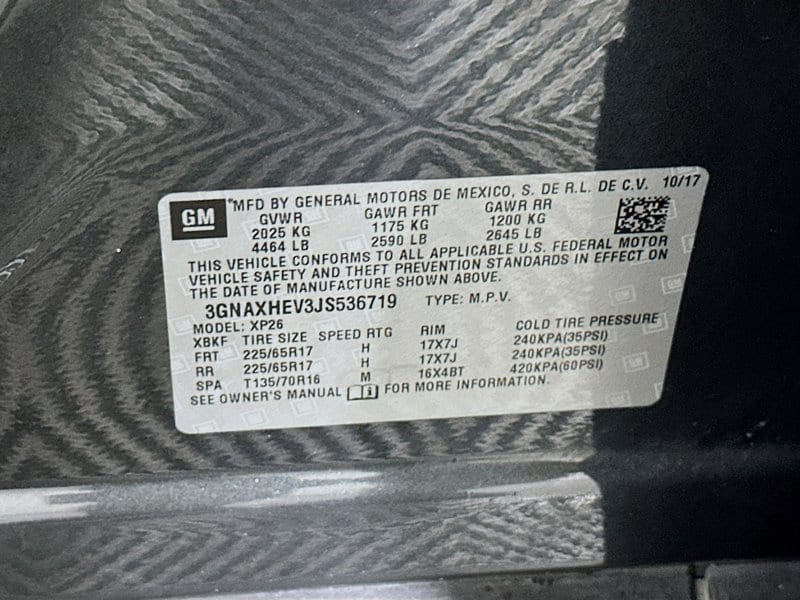 GM
*MFD BY GENERAL MOTORS DE MEXICO, S. DE R.L. DE C.V. 10/17
GVWR GAWR FRT GAWR RR
2025 KG 1175 KG 1200 KG
4464 LB 2590 LB 2645 LB
THIS VEHICLE CONFORMS TO ALL APPLICABLE U.S. FEDERAL MOTOR
VEHICLE SAFETY AND THEFT PREVENTION STANDARDS IN EFFECT ON
THE DATE OF MANUFACTURE SHOWN ABOVE.
3GNAXHEV3JS536719 TYPE: M.P.V.
MODEL: XP26
XBKF TIRE SIZE SPEED RTG RIM COLD TIRE PRESSURE
FRT 225/65R17 H 17X7J 240KPA(35PSI)
RR 225/65R17 H 17X7J 240KPA(35PSI)
SPA T135/70R16 M 16X4BT 420KPA(60PSI)
SEE OWNER'S MANUAL FOR MORE INFORMATION.